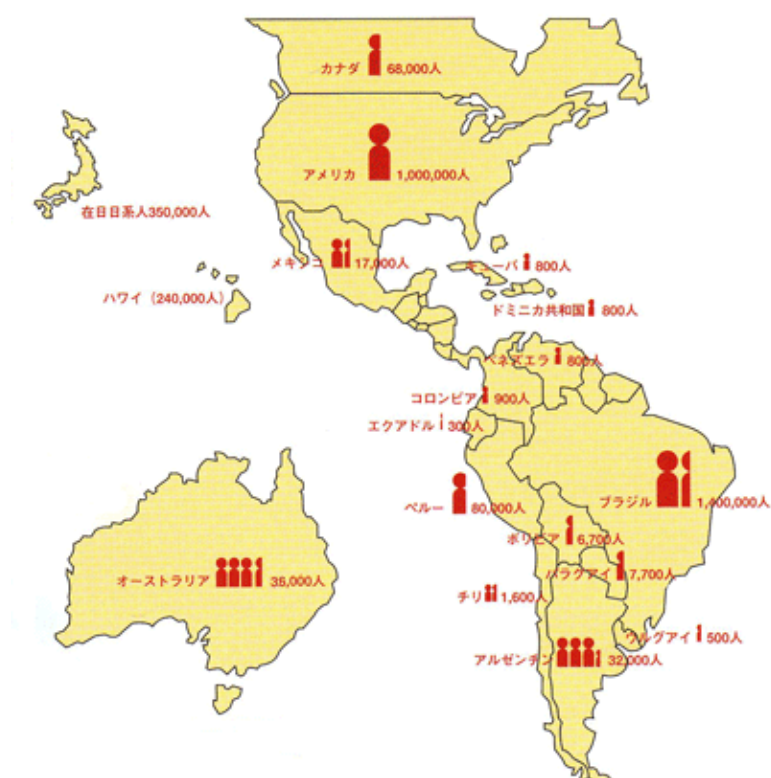 カナダ 68,000人
アメリカ 1,000,000人
在日日系人350,000人
メキシコ 17,000人
キューバ 800人
ハワイ (240,000人)
ドミニカ共和国 800人
ベネズエラ 800人
コロンビア 900人
エクアドル 300人
ブラジル 1,400,000人
ペルー 80,000人
ボリビア 6,700人
パラグアイ 7,700人
オーストラリア 36,000人
チリ 1,600人
ウルグアイ 500人
アルゼンチン 32,000人